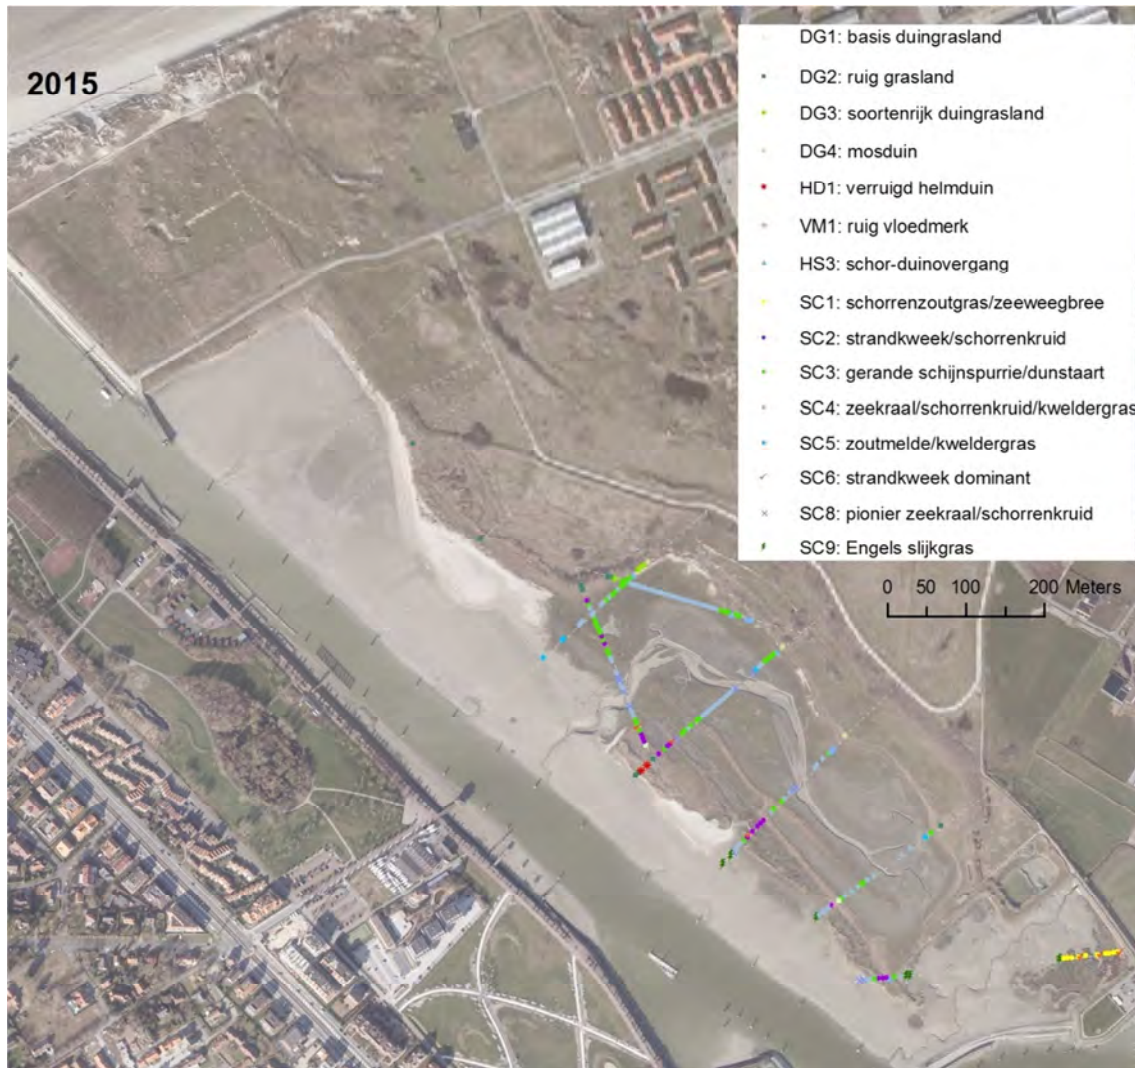 2015
DG1: basis duingrasland
DG2: ruig grasland
DG3: soortenrijk duingrasland
DG4: mosduin
HD1: verruigd helmduin
VM1: ruig vloedmerk
HS3: schor-duinovergang
SC1: schorrenzoutgras/zeeweegbree
SC2: strandkweek/schorrenkruid
SC3: gerande schijnspurrie/dunstaart
SC4: zeekraal/schorrenkruid/kweldergras
SC5: zoutmelde/kweldergras
SC6: strandkweek dominant
SC8: pionier zeekraal/schorrenkruid
SC9: Engels slijkgras
0 50 100 200 Meters